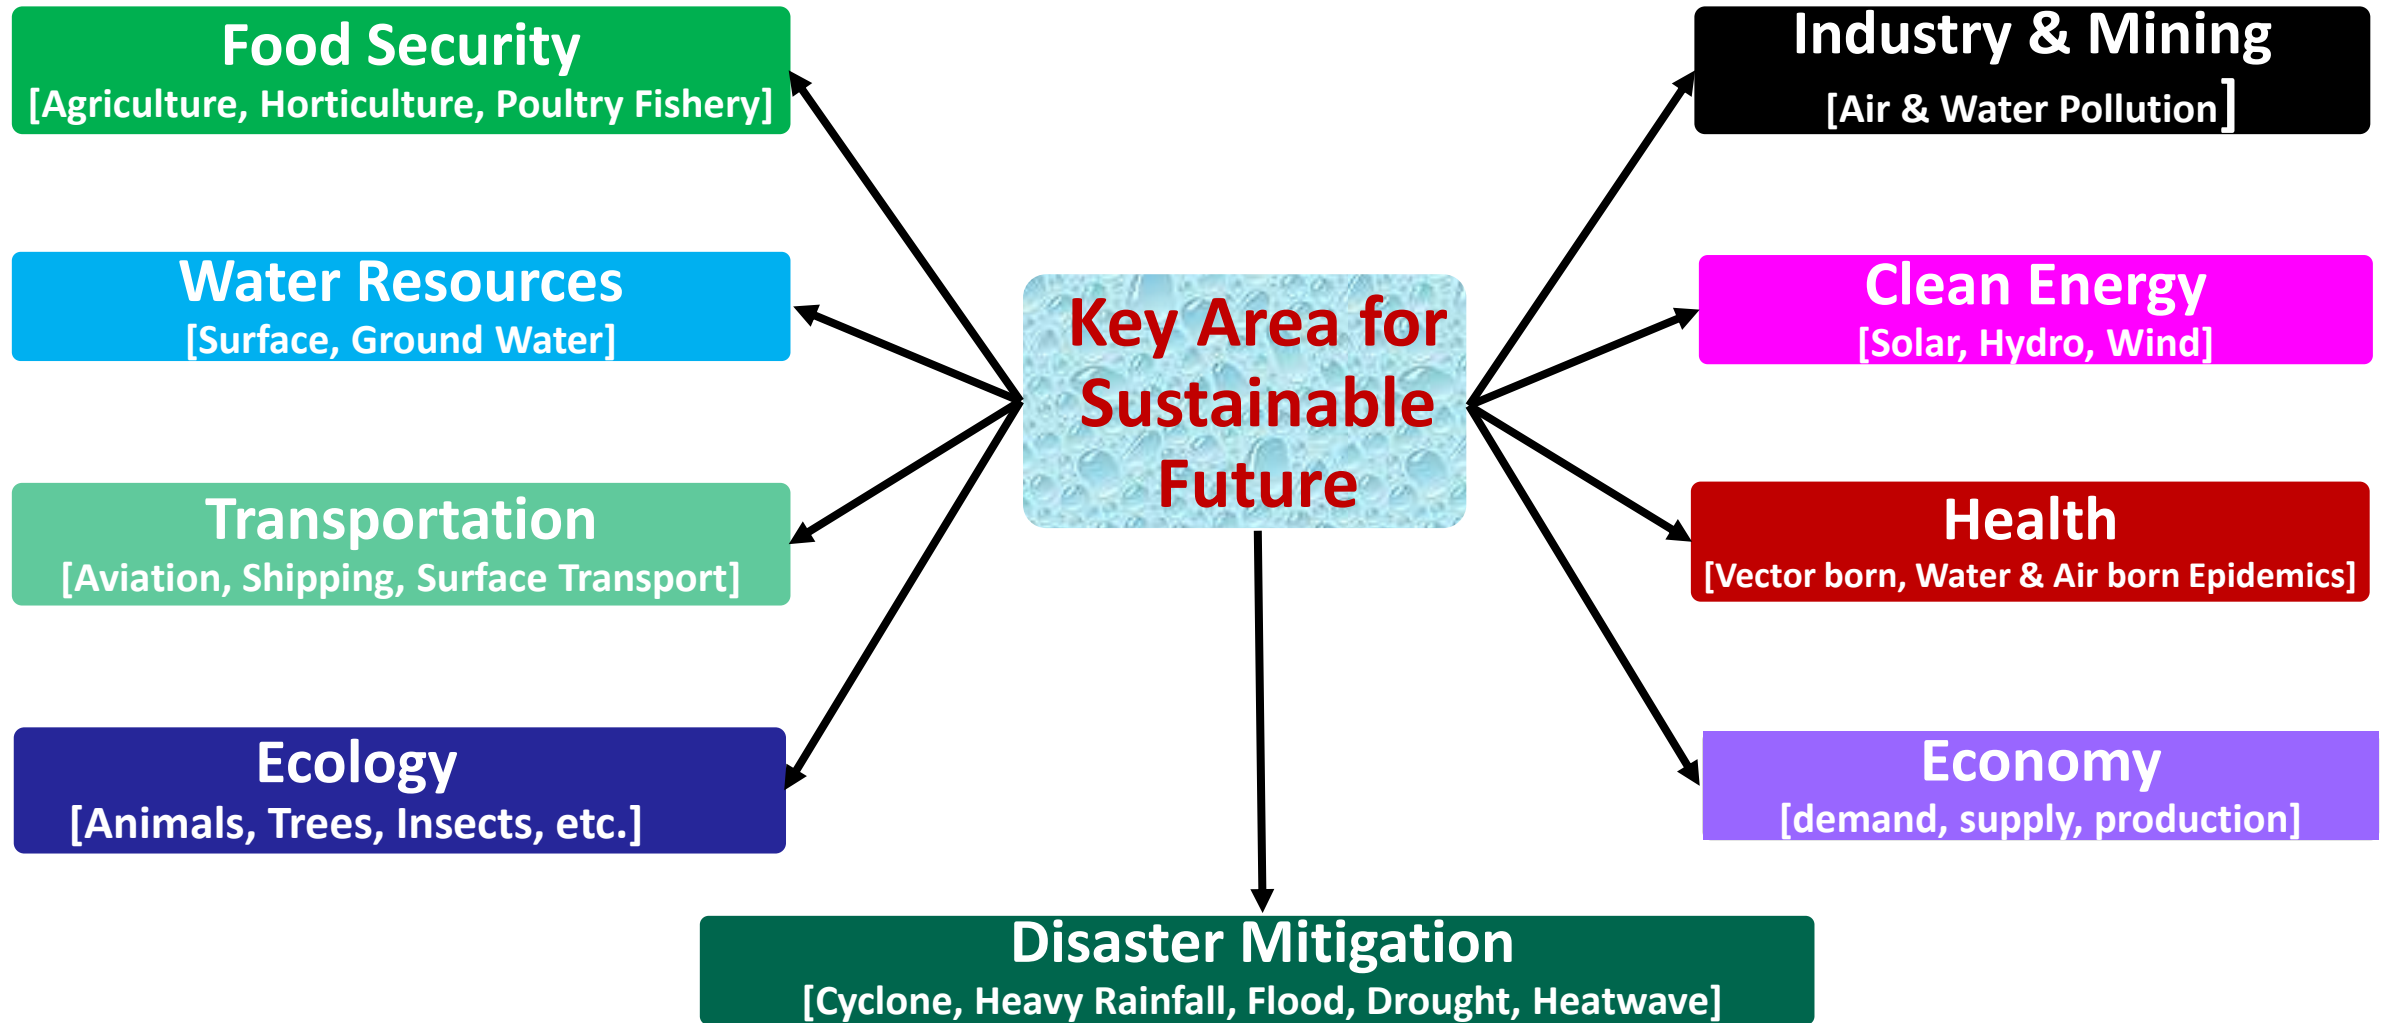 Food Security
[Agriculture, Horticulture, Poultry Fishery]
Water Resources
[Surface, Ground Water]
Transportation
[Aviation, Shipping, Surface Transport]
Ecology
[Animals, Trees, Insects, etc.]
Key Area for
Sustainable
Future
Industry & Mining
[Air & Water Pollution]
Clean Energy
[Solar, Hydro, Wind]
Health
[Vector born, Water & Air born Epidemics]
Economy
[demand, supply, production]
Disaster Mitigation
[Cyclone, Heavy Rainfall, Flood, Drought, Heatwave]